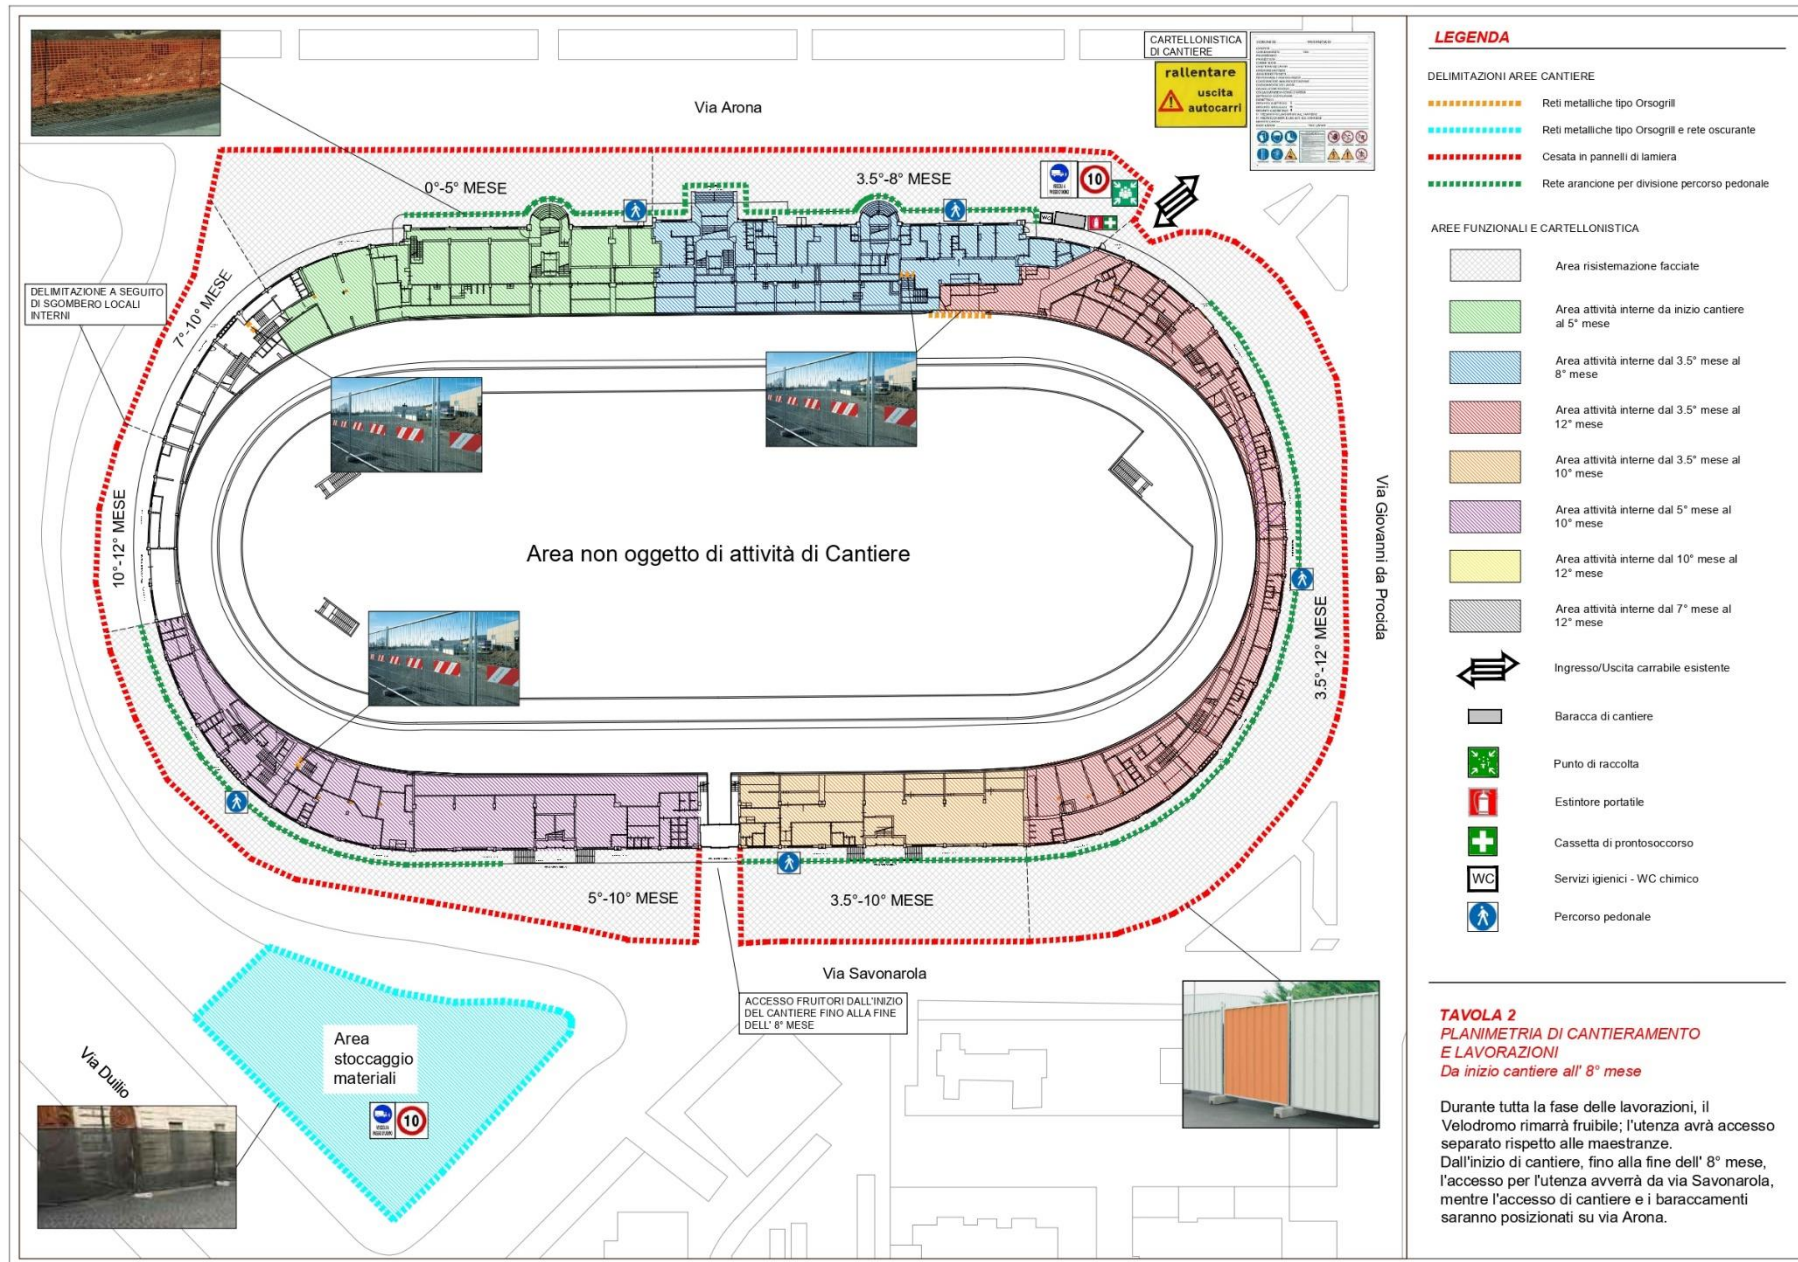 CARTELLONISTICA
DI CANTIERE
rallentare
uscita
autocarri
Via Arona
0°-5° MESE
3.5°-8° MESE
10
WC
DELIMITAZIONE A SEGUITO
DI SGOMBERO LOCALI
INTERNI
7°-10° MESE
10°-12° MESE
Area non oggetto di attività di Cantiere
Via Giovanni da Procida
3.5°-12° MESE
5°-10° MESE
3.5°-10° MESE
Via Savonarola
ACCESSO FRUITORI DALL'INIZIO
DEL CANTIERE FINO ALLA FINE
DELL' 8° MESE
Area
stoccaggio
materiali
10
Via Duilio
LEGENDA
DELIMITAZIONI AREE CANTIERE
Reti metalliche tipo Orsogrill
Reti metalliche tipo Orsogrill e rete oscurante
Cesata in pannelli di lamiera
Rete arancione per divisione percorso pedonale
AREE FUNZIONALI E CARTELLONISTICA
Area risistemazione facciate
Area attività interne da inizio cantiere
al 5° mese
Area attività interne dal 3.5° mese al
8° mese
Area attività interne dal 3.5° mese al
12° mese
Area attività interne dal 3.5° mese al
10° mese
Area attività interne dal 5° mese al
10° mese
Area attività interne dal 10° mese al
12° mese
Area attività interne dal 7° mese al
12° mese
Ingresso/Uscita carrabile esistente
Baracca di cantiere
Punto di raccolta
Estintore portatile
Cassetta di prontosoccorso
WC
Servizi igienici - WC chimico
Percorso pedonale
TAVOLA 2
PLANIMETRIA DI CANTIERAMENTO
E LAVORAZIONI
Da inizio cantiere all' 8° mese
Durante tutta la fase delle lavorazioni, il
Velodromo rimarrà fruibile; l'utenza avrà accesso
separato rispetto alle maestranze.
Dall'inizio di cantiere, fino alla fine dell' 8° mese,
l'accesso per l'utenza avverrà da via Savonarola,
mentre l'accesso di cantiere e i baraccamenti
saranno posizionati su via Arona.